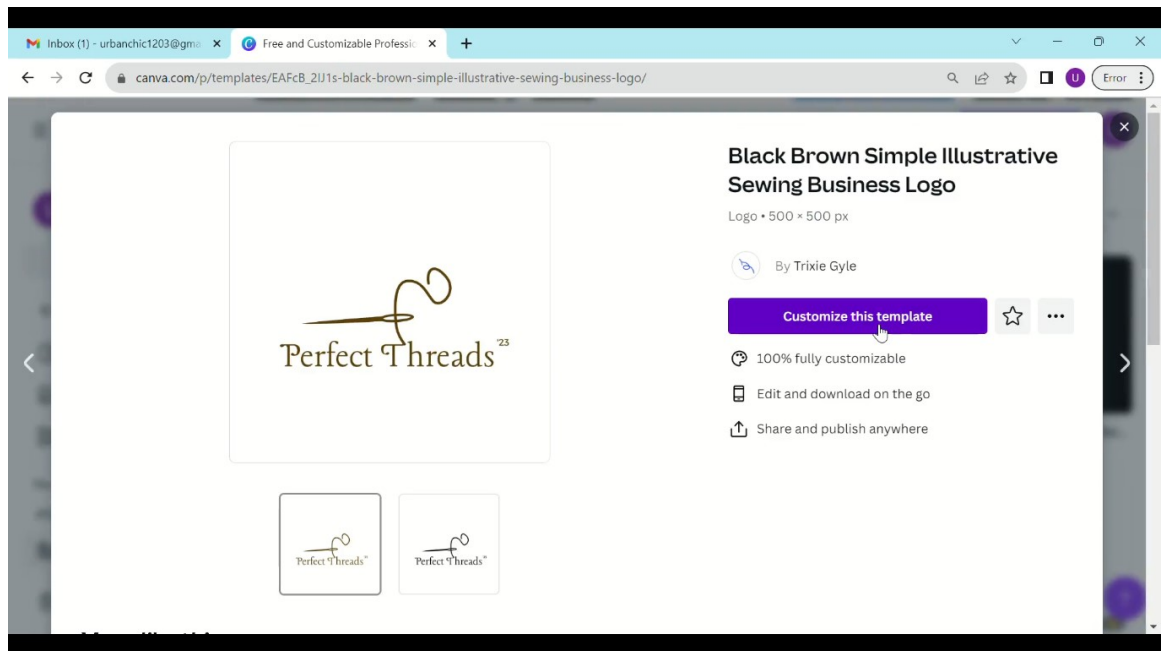 Inbox (1) - urbanchic1203@gma
Free and Customizable Professio
canva.com/p/templates/EAFcB_2IJ1s-black-brown-simple-illustrative-sewing-business-logo/
U
Error
Black Brown Simple Illustrative
Sewing Business Logo
Logo • 500 × 500 px
By Trixie Gyle
Customize this template
100% fully customizable
Edit and download on the go
Share and publish anywhere
Perfect Threads '23
Perfect Threads
Perfect Threads